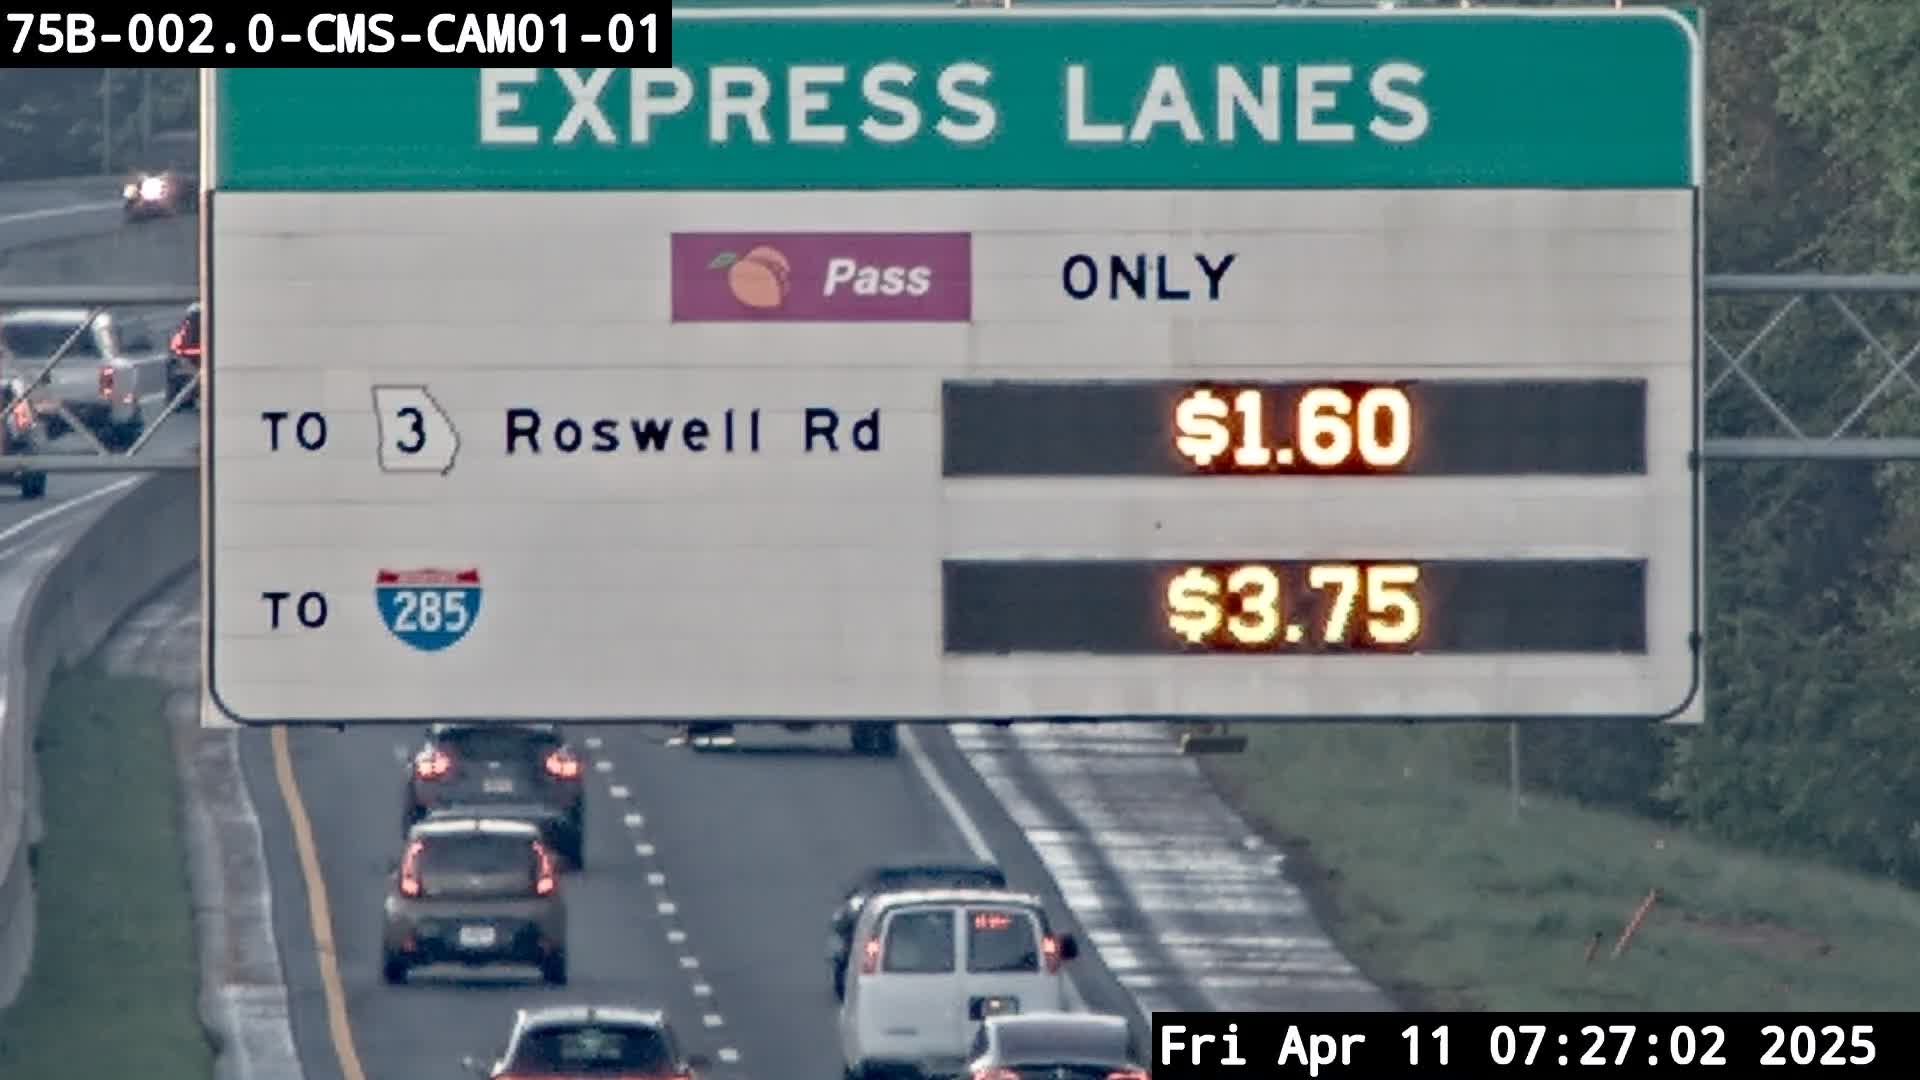 75B-002.0-CMS-CAM01-01
EXPRESS LANES
Pass ONLY
TO 3 Roswell Rd $1.60
TO 285 $3.75
Fri Apr 11 07:27:02 2025